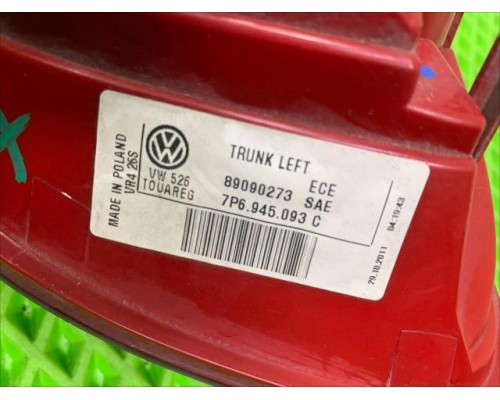 MADE IN POLAND
VR4 26S
VW 526
TOUAREG
TRUNK LEFT
89090273 ECE
SAE
7P6.945.093 C
29.10.2011 04:19:43